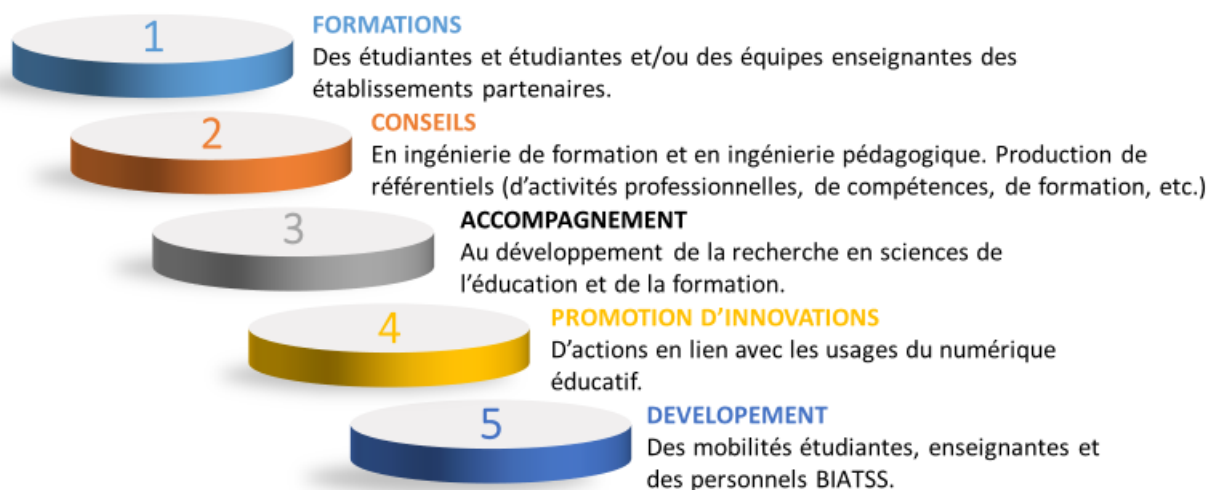 1
FORMATIONS
Des étudiantes et étudiantes et/ou des équipes enseignantes des
établissements partenaires.
2
CONSEILS
En ingénierie de formation et en ingénierie pédagogique. Production de
référentiels (d'activités professionnelles, de compétences, de formation, etc.)
3
ACCOMPAGNEMENT
Au développement de la recherche en sciences de
l'éducation et de la formation.
4
PROMOTION D'INNOVATIONS
D'actions en lien avec les usages du numérique
éducatif.
5
DEVELOPEMENT
Des mobilités étudiantes, enseignantes et
des personnels BIATSS.